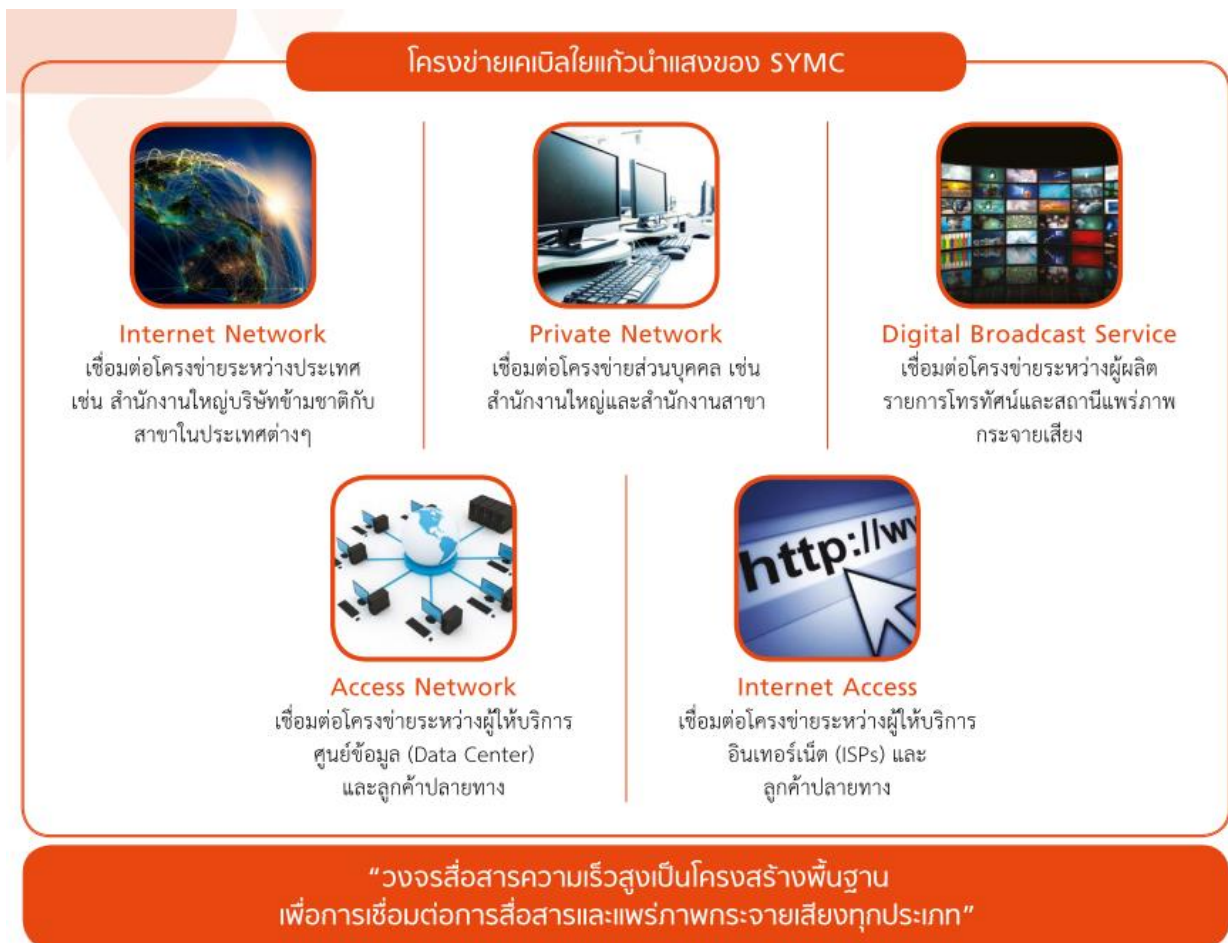 โครงข่ายเคเบิลใยแก้วนำแสงของ SYMC
Internet Network
เชื่อมต่อโครงข่ายระหว่างประเทศ
เช่น สำนักงานใหญ่บริษัทข้ามชาติกับ
สาขาในประเทศต่างๆ
Private Network
เชื่อมต่อโครงข่ายส่วนบุคคล เช่น
สำนักงานใหญ่และสำนักงานสาขา
Digital Broadcast Service
เชื่อมต่อโครงข่ายระหว่างผู้ผลิต
รายการโทรทัศน์และสถานีแพร่ภาพ
กระจายเสียง
Access Network
เชื่อมต่อโครงข่ายระหว่างผู้ให้บริการ
ศูนย์ข้อมูล (Data Center)
และลูกค้าปลายทาง
http://w
Internet Access
เชื่อมต่อโครงข่ายระหว่างผู้ให้บริการ
อินเทอร์เน็ต (ISPs) และ
ลูกค้าปลายทาง
“วงจรสื่อสารความเร็วสูงเป็นโครงสร้างพื้นฐาน
เพื่อการเชื่อมต่อการสื่อสารและแพร่ภาพกระจายเสียงทุกประเภท”